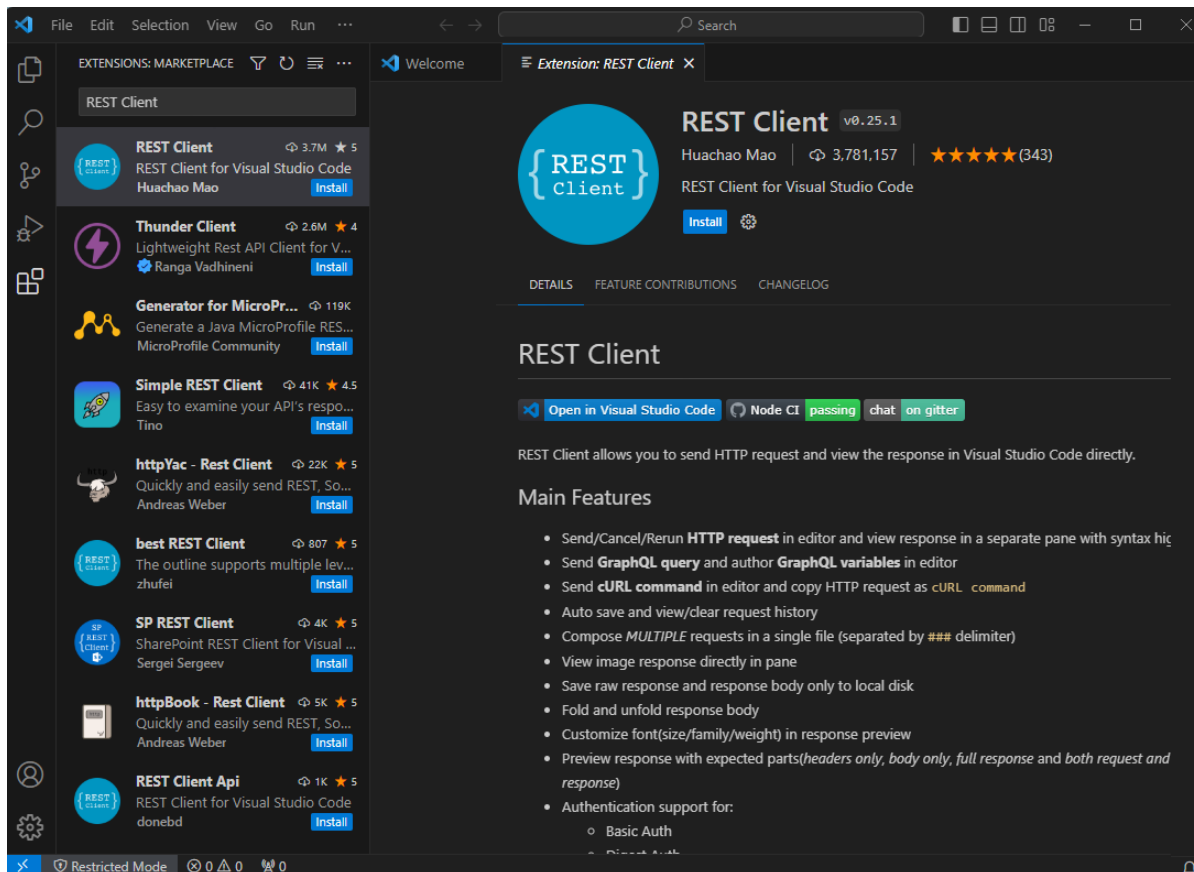 File Edit Selection View Go Run ···
Search
EXTENSIONS: MARKETPLACE
REST Client
REST Client 3.7M ★ 5
REST Client for Visual Studio Code
Huachao Mao Install
Thunder Client 2.6M ★ 4
Lightweight Rest API Client for V...
Ranga Vadhineni Install
Generator for MicroPr... 119K
Generate a Java MicroProfile RES...
MicroProfile Community Install
Simple REST Client 41K ★ 4.5
Easy to examine your API's respo...
Tino Install
httpYac - Rest Client 22K ★ 5
Quickly and easily send REST, So...
Andreas Weber Install
best REST Client 807 ★ 5
The outline supports multiple lev...
zhufei Install
SP REST Client 4K ★ 5
SharePoint REST Client for Visual ...
Sergei Sergeev Install
httpBook - Rest Client 5K ★ 5
Quickly and easily send REST, So...
Andreas Weber Install
REST Client Api 1K ★ 5
REST Client for Visual Studio Code
donebd Install
Welcome
Extension: REST Client
{ REST }
Client
REST Client v0.25.1
Huachao Mao | 3,781,157 | ★★★★★(343)
REST Client for Visual Studio Code
Install
DETAILS FEATURE CONTRIBUTIONS CHANGELOG
REST Client
Open in Visual Studio Code Node CI passing chat on gitter
REST Client allows you to send HTTP request and view the response in Visual Studio Code directly.
Main Features
• Send/Cancel/Rerun HTTP request in editor and view response in a separate pane with syntax
• Send GraphQL query and author GraphQL variables in editor
• Send cURL command in editor and copy HTTP request as cURL command
• Auto save and view/clear request history
• Compose MULTIPLE requests in a single file (separated by ### delimiter)
• View image response directly in pane
• Save raw response and response body only to local disk
• Fold and unfold response body
• Customize font(size/family/weight) in response preview
• Preview response with expected parts(headers only, body only, full response and both request and
response)
• Authentication support for:
○ Basic Auth
○ Digest Auth
Restricted Mode 0 0 0